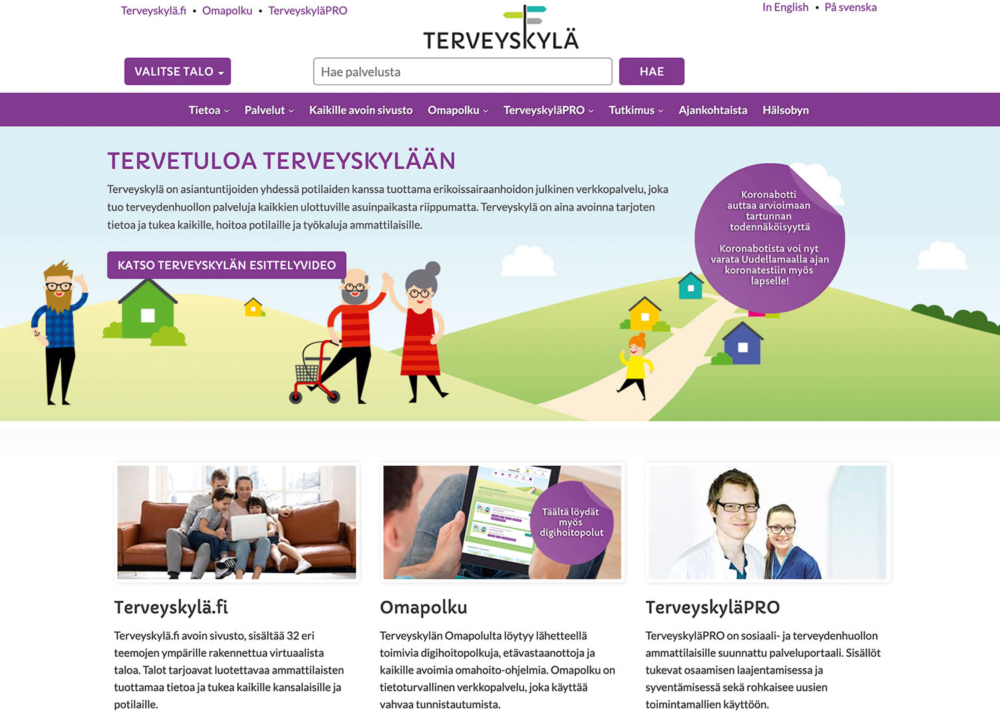 Terveyskylä.fi • Omapolku • TerveyskyläPRO
In English • På svenska
TERVEYSKYLÄ
VALITSE TALO
Hae palvelusta
HAE
Tietoa Palvelut Kaikille avoin sivusto Omapolku TerveyskyläPRO Tutkimus Ajankohtaista Hälsobyn
TERVETULOA TERVEYSKYLÄÄN
Terveyskylä on asiantuntijoiden yhdessä potilaiden kanssa tuottama erikoissairaanhoidon julkinen verkkopalvelu, joka
tuo terveydenhuollon palveluja kaikkien ulottuville asuinpaikasta riippumatta. Terveyskylä on aina avoinna tarjoten
tietoa ja tukea kaikille, hoitoa potilaille ja työkaluja ammattilaisille.
KATSO TERVEYSKYLÄN ESITTELYVIDEO
Koronabotti
auttaa arvioimaan
tartunnan
todennäköisyyttä
Koronabotista voi nyt
varata Uudellamaalla ajan
koronatestiin myös
lapselle!
Täältä löydät
myös
digihoitopolut
Terveyskylä.fi
Terveyskylä.fi avoin sivusto, sisältää 32 eri
teemojen ympärille rakennettua virtuaalista
taloa. Talot tarjoavat luotettavaa ammattilaisten
tuottamaa tietoa ja tukea kaikille kansalaisille ja
potilaille.
Omapolku
Terveyskylän Omapolulta löytyy lähetteellä
toimivia digihoitopolkuja, etävastaanottoja ja
kaikille avoimia omahoito-ohjelmia. Omapolku on
tietoturvallinen verkkopalvelu, joka käyttää
vahvaa tunnistautumista.
TerveyskyläPRO
TerveyskyläPRO on sosiaali- ja terveydenhuollon
ammattilaisille suunnattu palveluportaali. Sisällöt
tukevat osaamisen laajentamisessa ja
syventämisessä sekä rohkaisee uusien
toimintamallien käyttöön.